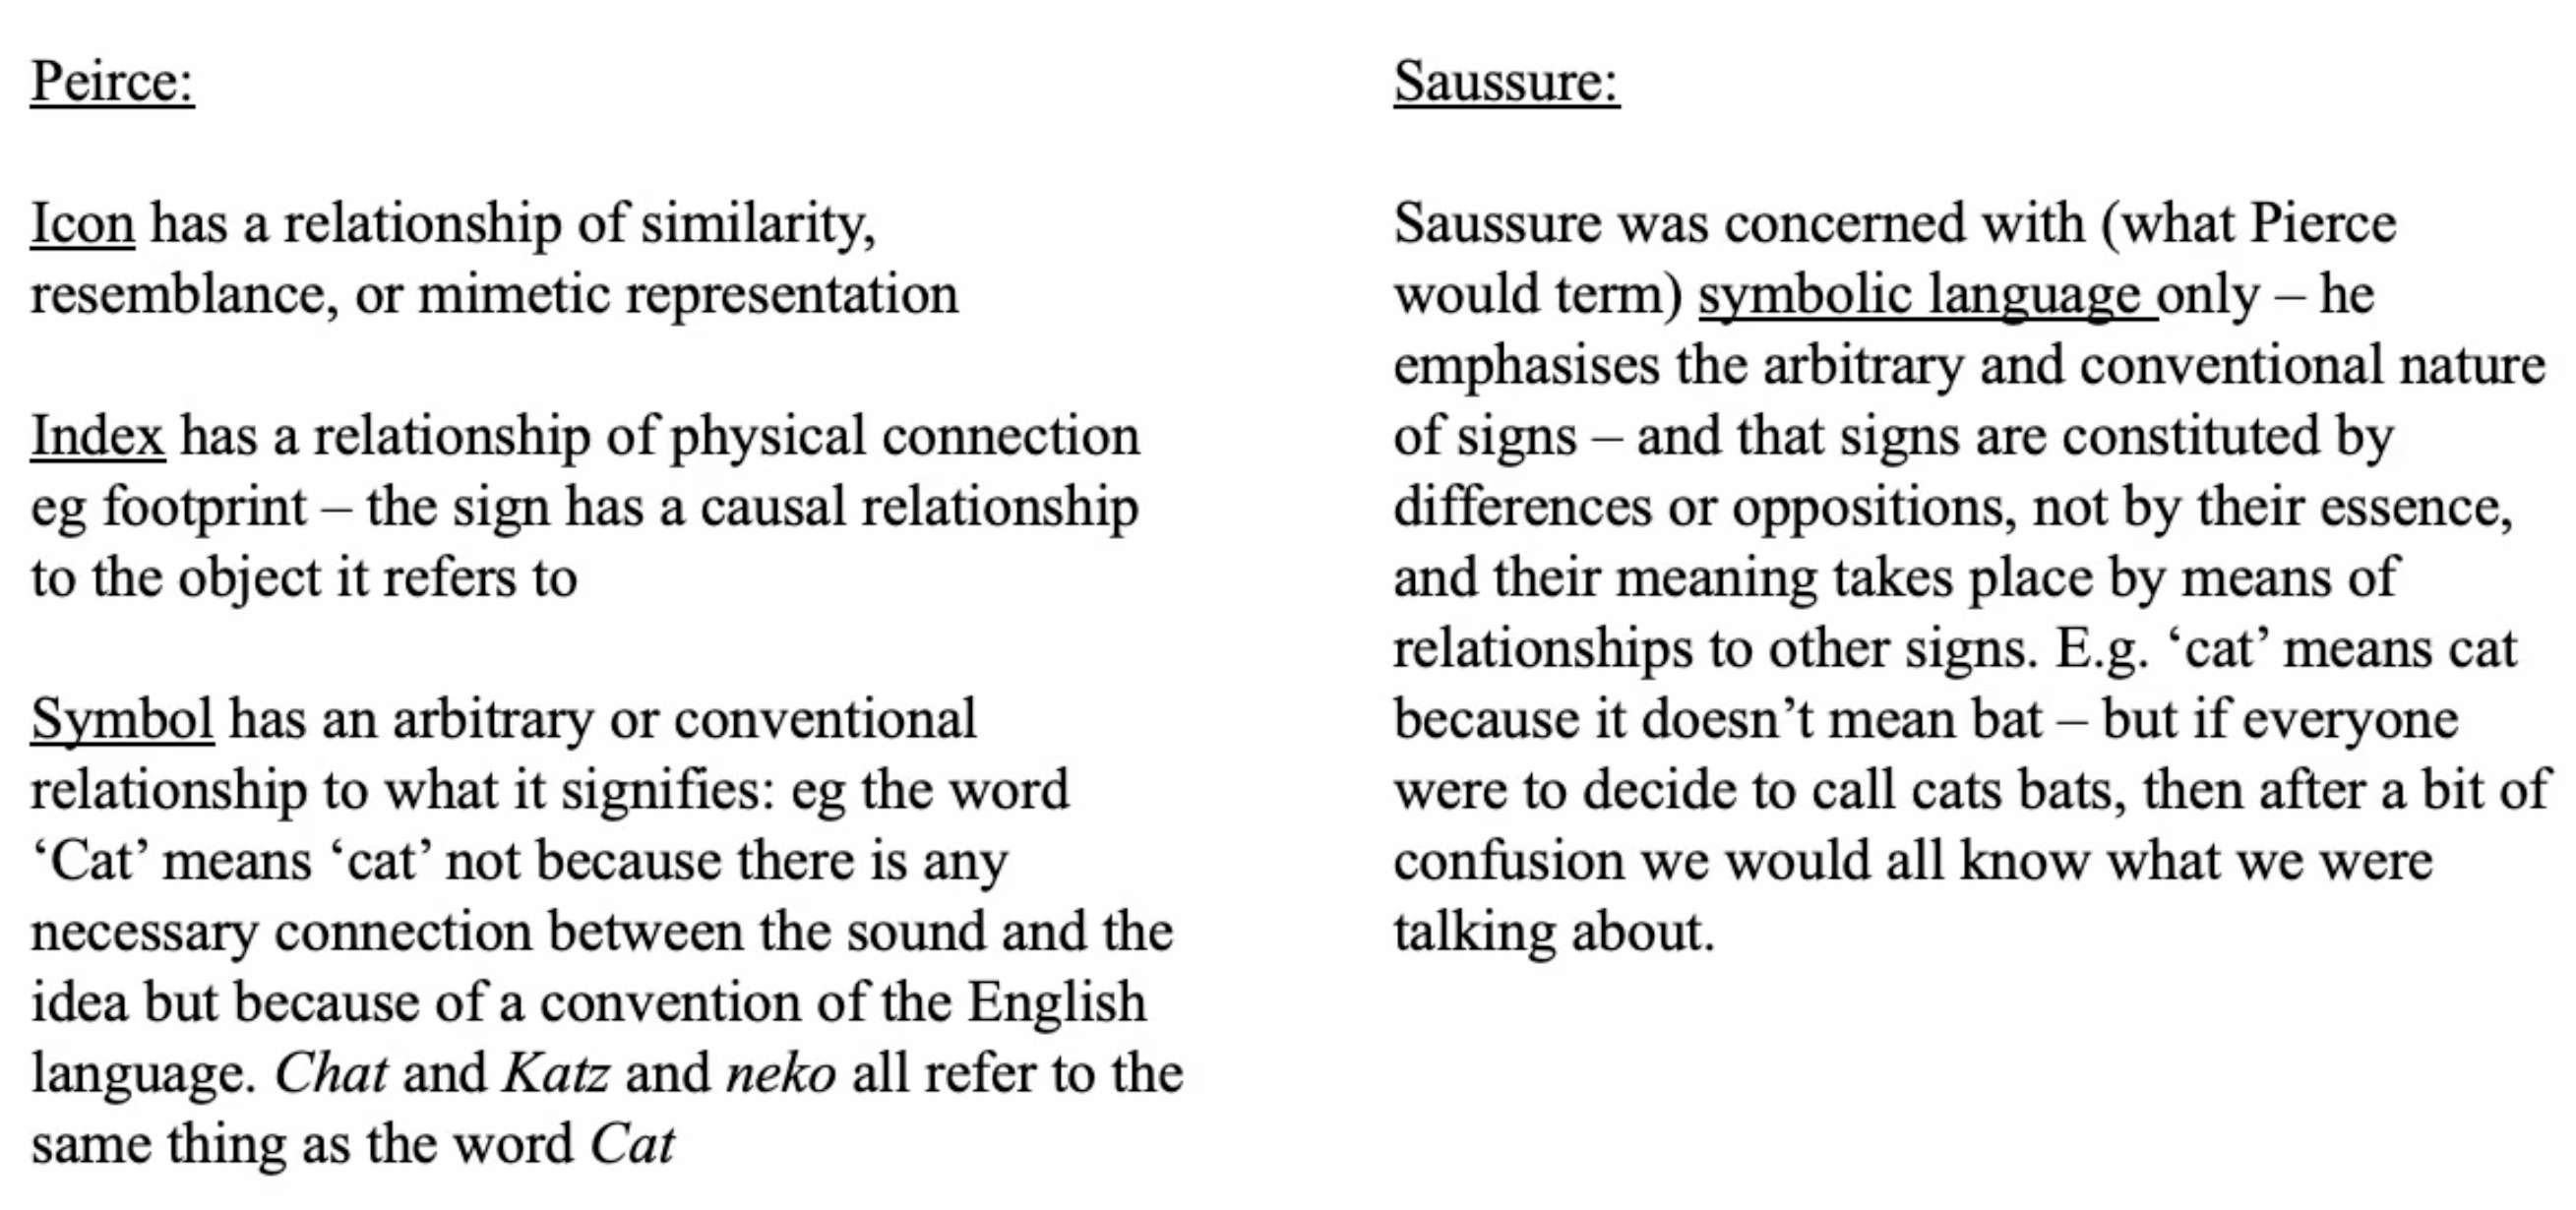 Peirce:
Icon has a relationship of similarity,
resemblance, or mimetic representation
Index has a relationship of physical connection
eg footprint – the sign has a causal relationship
to the object it refers to
Symbol has an arbitrary or conventional
relationship to what it signifies: eg the word
‘Cat’ means ‘cat’ not because there is any
necessary connection between the sound and the
idea but because of a convention of the English
language. Chat and Katz and neko all refer to the
same thing as the word Cat
Saussure:
Saussure was concerned with (what Pierce
would term) symbolic language only – he
emphasises the arbitrary and conventional nature
of signs – and that signs are constituted by
differences or oppositions, not by their essence,
and their meaning takes place by means of
relationships to other signs. E.g. ‘cat’ means cat
because it doesn’t mean bat – but if everyone
were to decide to call cats bats, then after a bit of
confusion we would all know what we were
talking about.